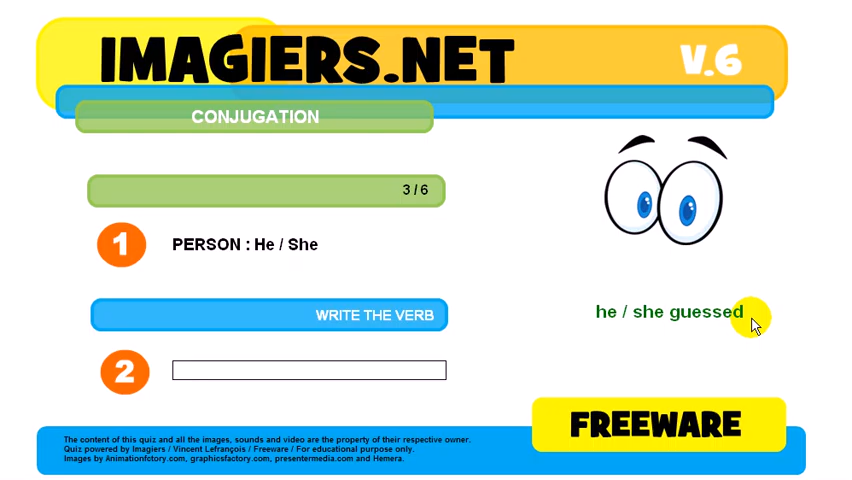 IMAGIERS.NET
V.6
CONJUGATION
3 / 6
1
PERSON : He / She
WRITE THE VERB
he / she guessed
2
FREEWARE
The content of this quiz and all the images, sounds and video are the property of their respective owner.
Quiz powered by Imagiers / Vincent Lefrançois / Freeware / For educational purpose only.
Images by Animationfctory.com, graphicsfactory.com, presentermedia.com and Hemera.